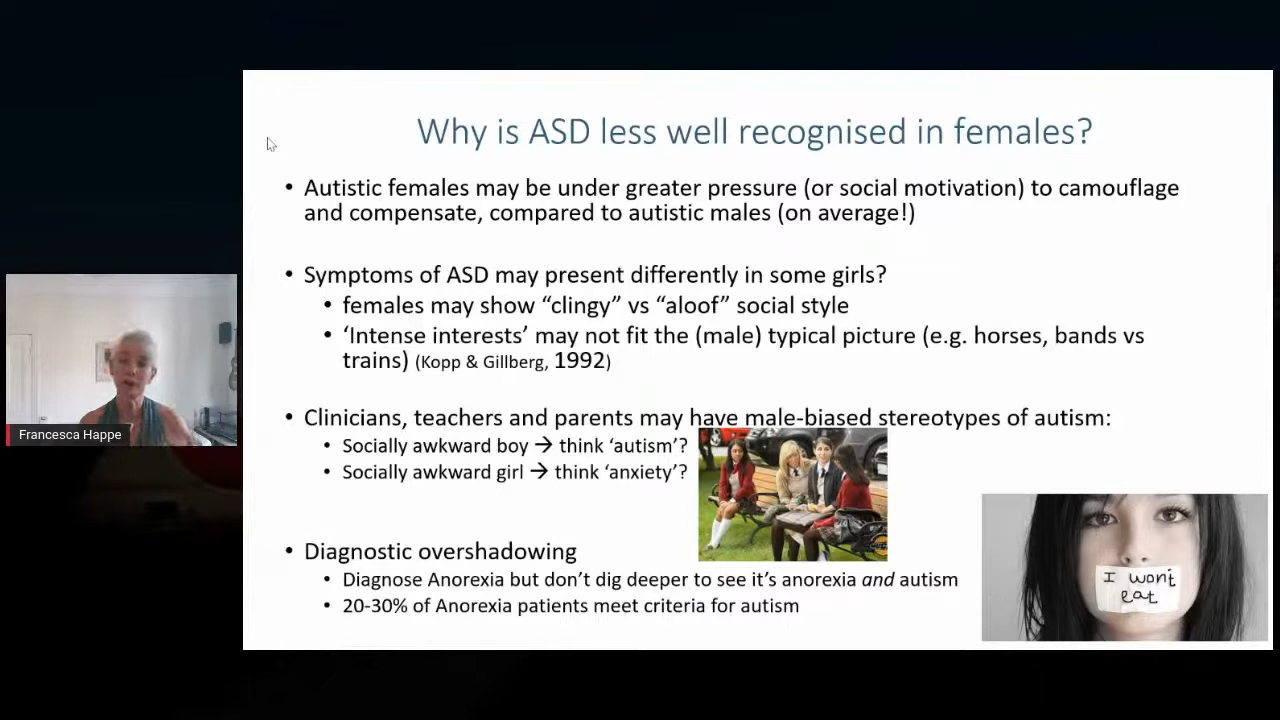 Why is ASD less well recognised in females?
• Autistic females may be under greater pressure (or social motivation) to camouflage
and compensate, compared to autistic males (on average!)
• Symptoms of ASD may present differently in some girls?
• females may show “clingy” vs “aloof” social style
• ‘Intense interests’ may not fit the (male) typical picture (e.g. horses, bands vs
trains) (Kopp & Gillberg, 1992)
• Clinicians, teachers and parents may have male-biased stereotypes of autism:
• Socially awkward boy → think ‘autism’?
• Socially awkward girl → think ‘anxiety’?
• Diagnostic overshadowing
• Diagnose Anorexia but don’t dig deeper to see it’s anorexia and autism
• 20-30% of Anorexia patients meet criteria for autism
I won't
eat
Francesca Happe